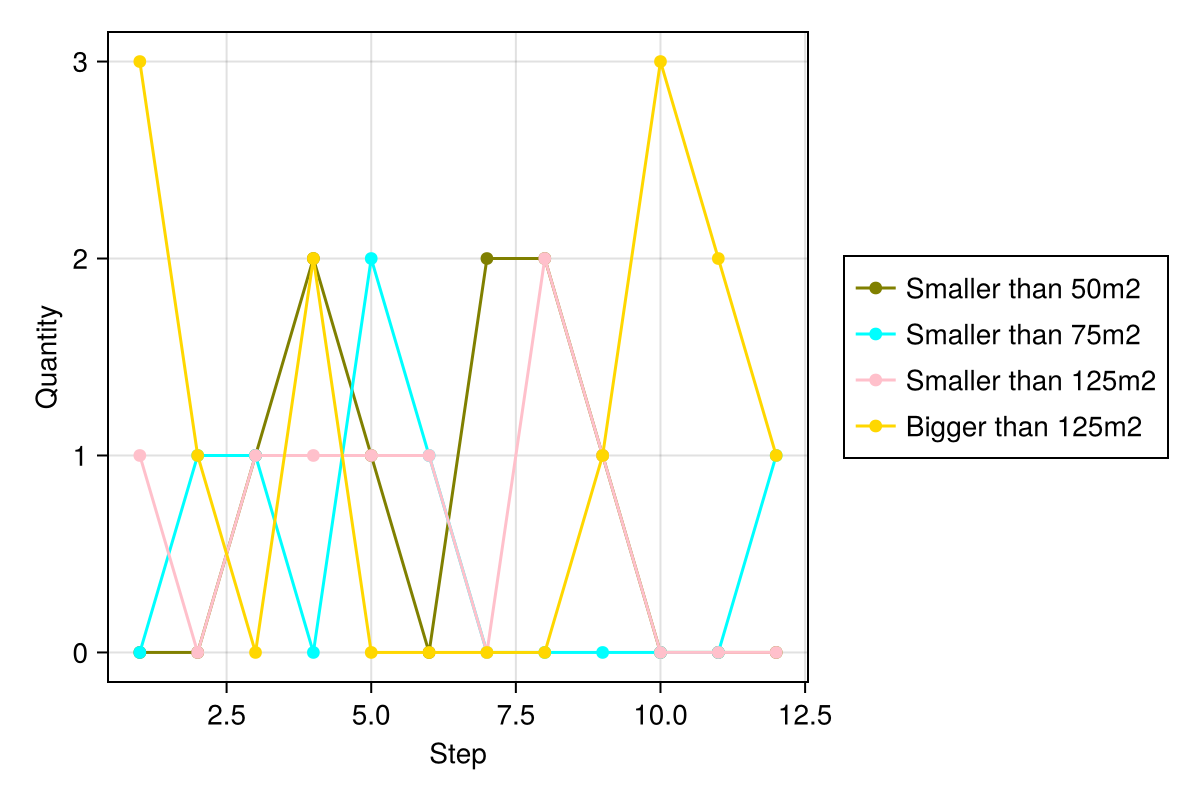 3
2
1
0
Quantity
2.5
5.0
7.5
10.0
12.5
Step
Smaller than 50m2
Smaller than 75m2
Smaller than 125m2
Bigger than 125m2